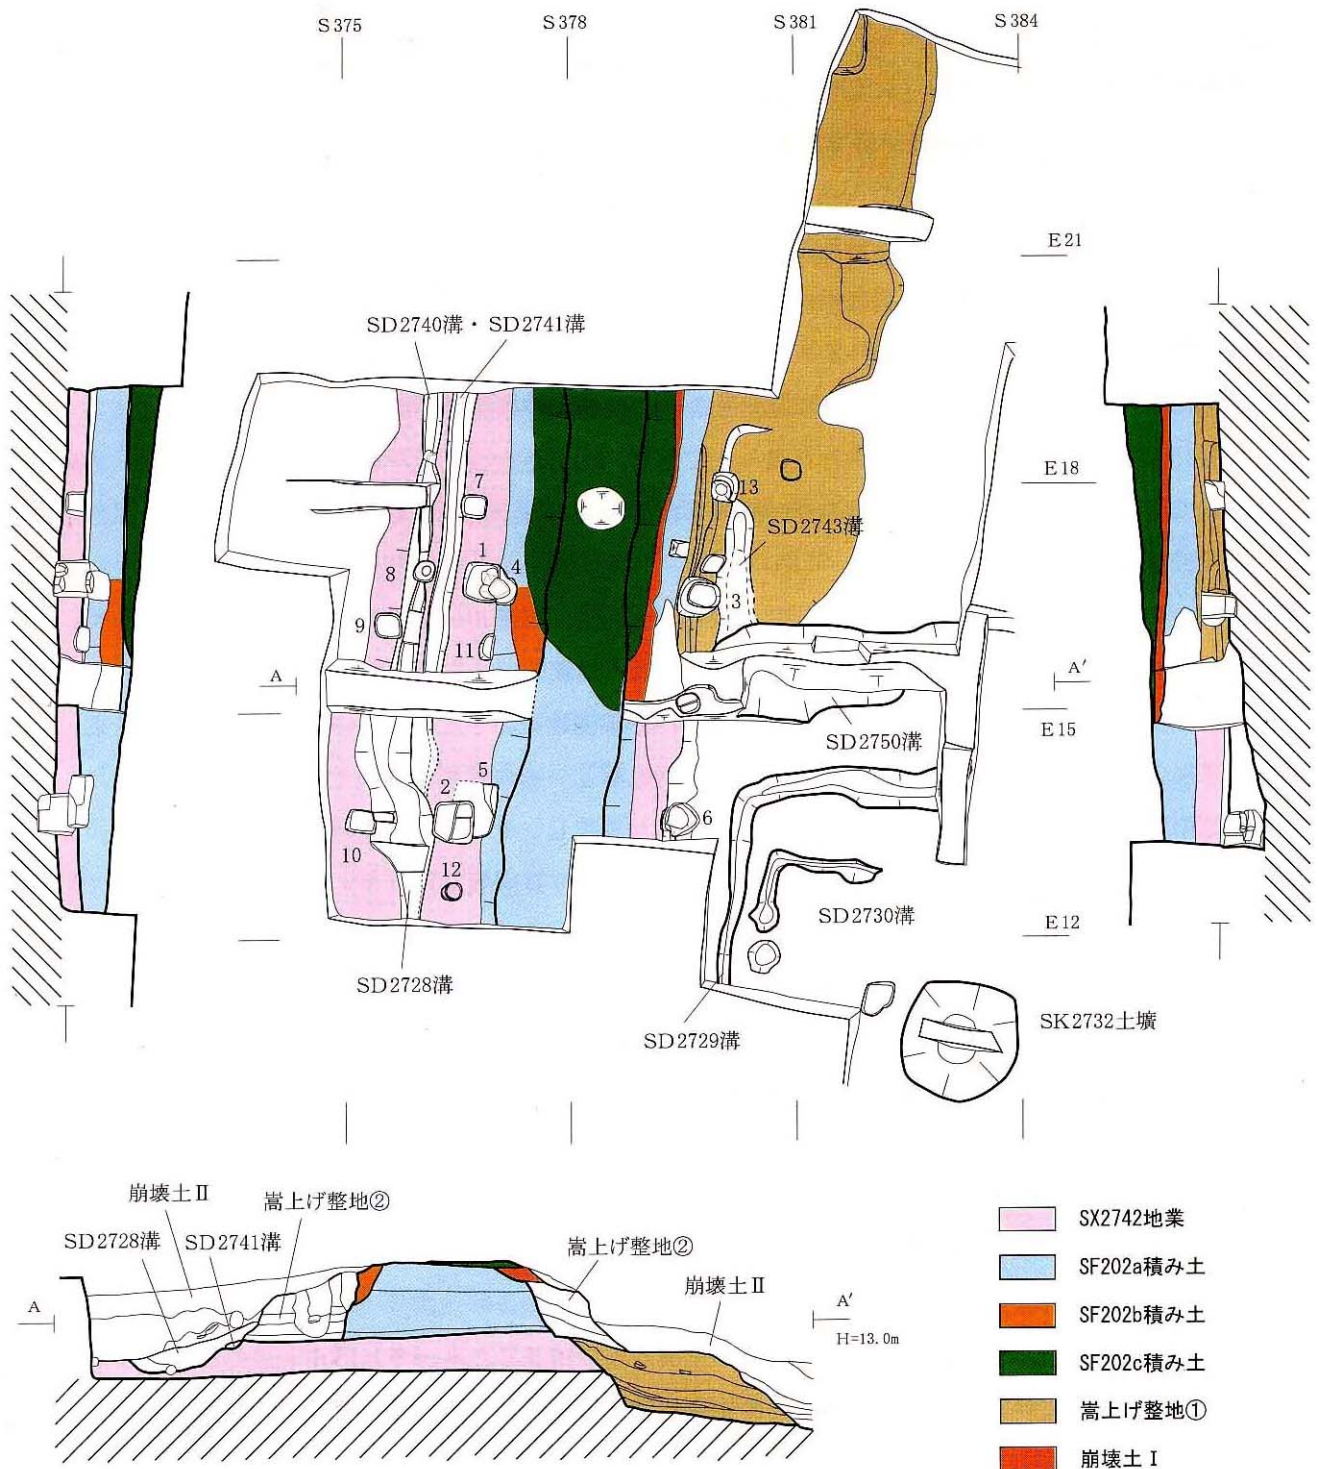 S375 S378 S381 S384
E21
SD2740溝・SD2741溝
E18
7
13
SD2743溝
1
4
8
3
9
11
A A′
E15
SD2750溝
5
2
6
10
12
SD2730溝
E12
SD2728溝
SD2729溝
SK2732土壙
崩壊土Ⅱ
嵩上げ整地②
SD2728溝 SD2741溝
嵩上げ整地②
崩壊土Ⅱ
A A′
H=13.0m
SX2742地業
SF202a積み土
SF202b積み土
SF202c積み土
嵩上げ整地①
崩壊土Ⅰ